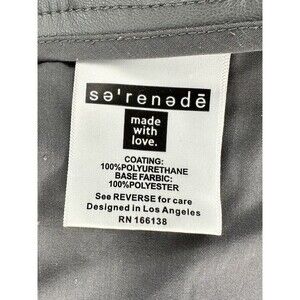 sə'renədē
made
with
love.
COATING:
100%POLYURETHANE
BASE FARBIC:
100%POLYESTER
See REVERSE for care
Designed in Los Angeles
RN 166138